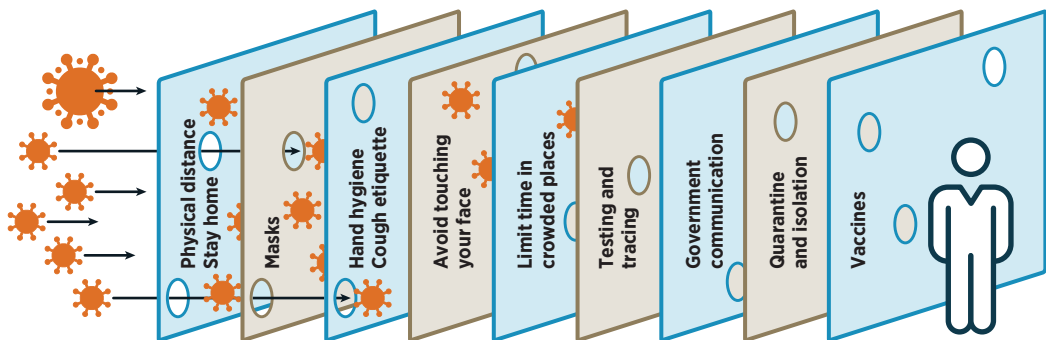 Physical distance
Stay home
Masks
Hand hygiene
Cough etiquette
Avoid touching
your face
Limit time in
crowded places
Testing and
tracing
Government
communication
Quarantine
and isolation
Vaccines